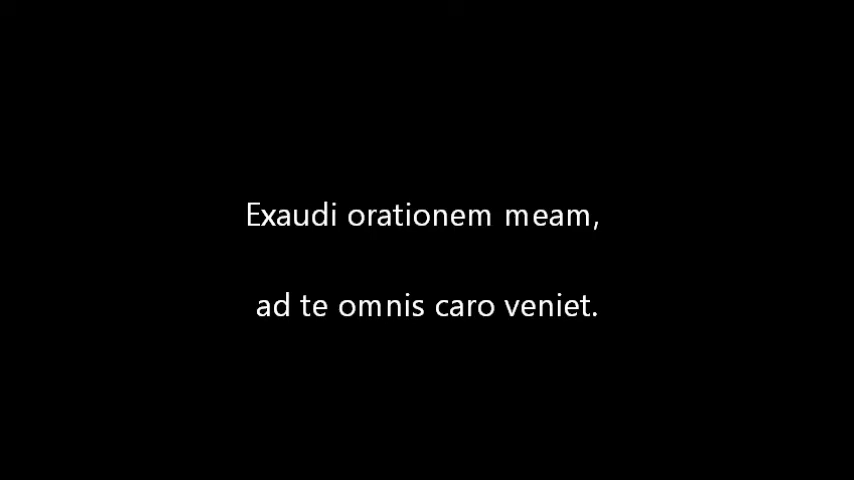 Exaudi orationem meam,
ad te omnis caro veniet.